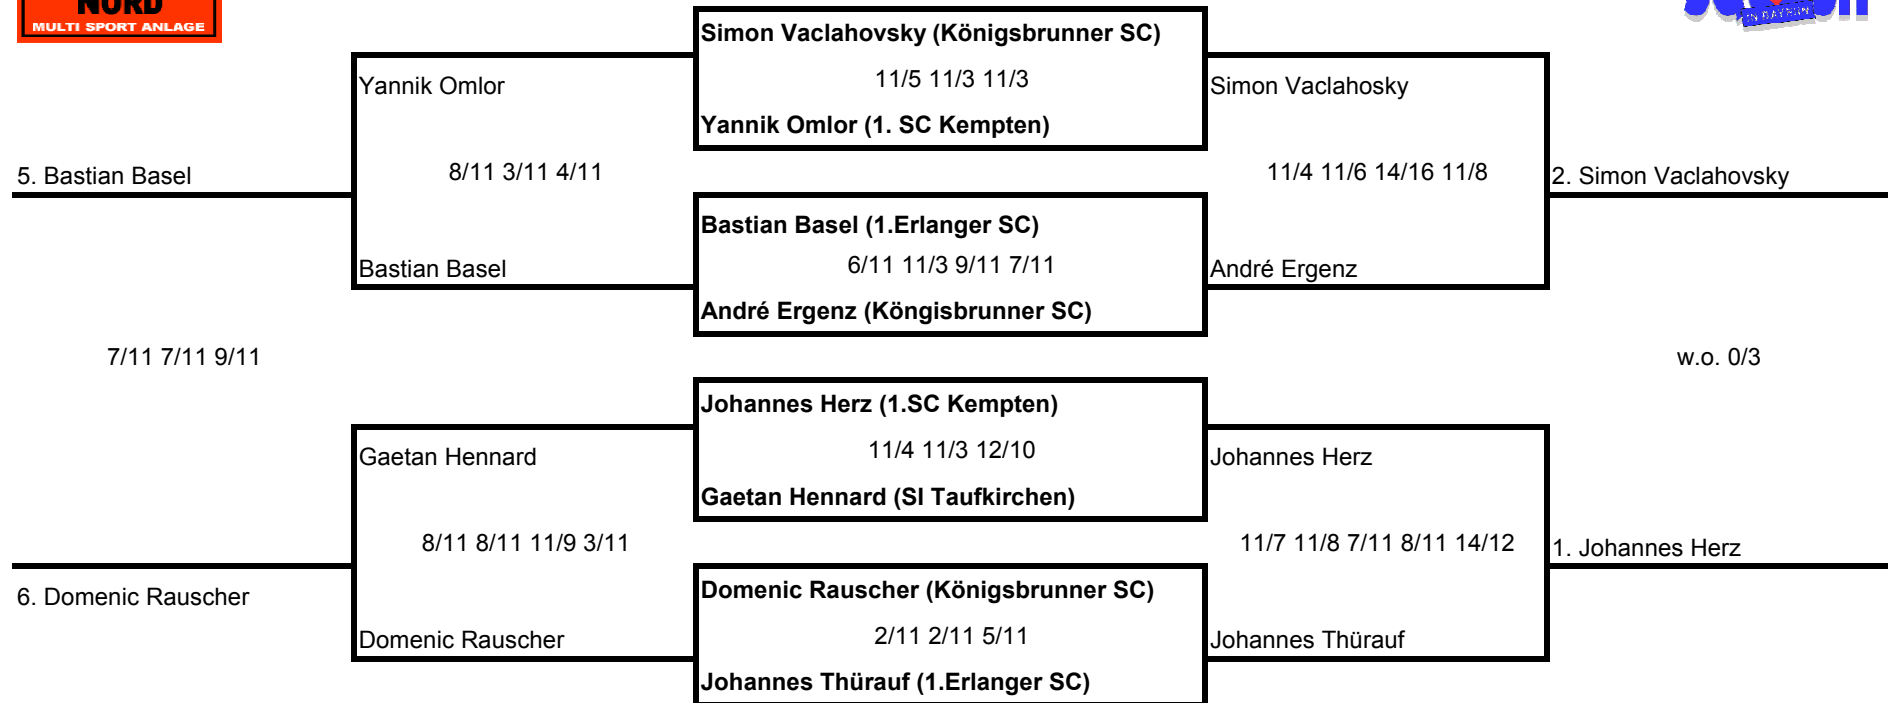 NORD
MULTI SPORT ANLAGE
IN BAYERN
Simon Vaclahovsky (Königsbrunner SC)
11/5 11/3 11/3
Yannik Omlor (1. SC Kempten)
Yannik Omlor
Simon Vaclahosky
5. Bastian Basel
8/11 3/11 4/11
11/4 11/6 14/16 11/8
2. Simon Vaclahovsky
Bastian Basel (1.Erlanger SC)
6/11 11/3 9/11 7/11
André Ergenz (Köngisbrunner SC)
Bastian Basel
André Ergenz
7/11 7/11 9/11
w.o. 0/3
Johannes Herz (1.SC Kempten)
11/4 11/3 12/10
Gaetan Hennard (SI Taufkirchen)
Gaetan Hennard
Johannes Herz
8/11 8/11 11/9 3/11
11/7 11/8 7/11 8/11 14/12
1. Johannes Herz
6. Domenic Rauscher
Domenic Rauscher (Königsbrunner SC)
2/11 2/11 5/11
Johannes Thürauf (1.Erlanger SC)
Domenic Rauscher
Johannes Thürauf